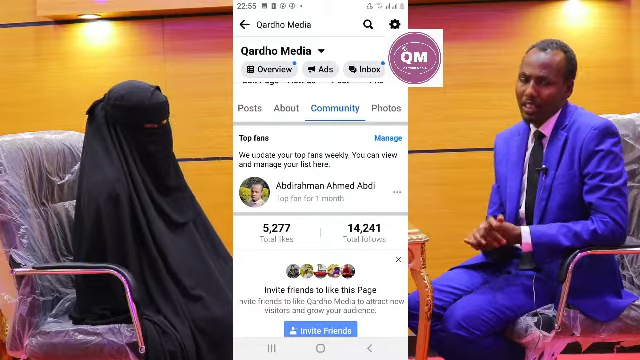 22:55
Qardho Media
Qardho Media
QM
Overview
Ads
Inbox
Posts
About
Community
Photos
Top fans
Manage
We update your top fans weekly. You can view
and manage your list here.
Abdirahman Ahmed Abdi
Top fan for 1 month
5,277
14,241
Total likes
Total follows
Invite friends to like this Page
nvite friends to like Qardho Media to attract new
visitors and grow your audience.
Invite Friends